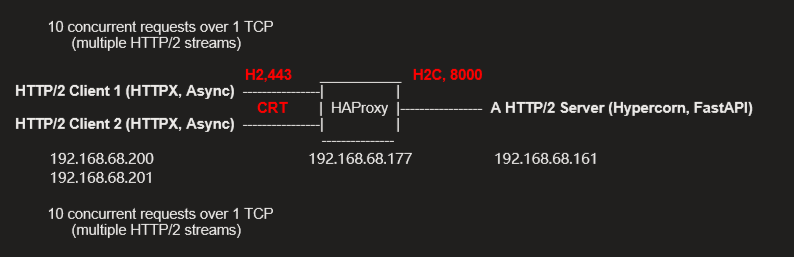 10 concurrent requests over 1 TCP
(multiple HTTP/2 streams)
H2,443 H2C, 8000
HTTP/2 Client 1 (HTTPX, Async)
CRT HAProxy A HTTP/2 Server (Hypercorn, FastAPI)
HTTP/2 Client 2 (HTTPX, Async)
192.168.68.200 192.168.68.177 192.168.68.161
192.168.68.201
10 concurrent requests over 1 TCP
(multiple HTTP/2 streams)